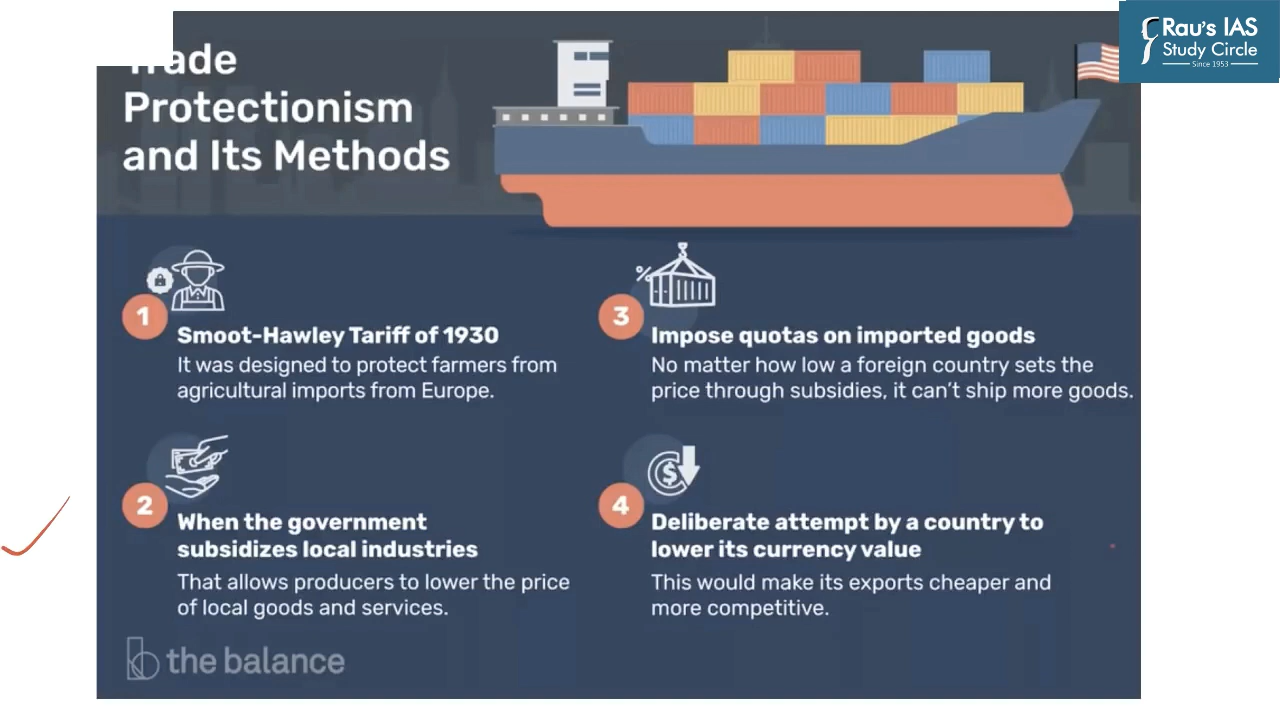 Trade
Protectionism
and Its Methods
Rau's IAS
Study Circle
Since 1953
1
Smoot-Hawley Tariff of 1930
It was designed to protect farmers from
agricultural imports from Europe.
2
When the government
subsidizes local industries
That allows producers to lower the price
of local goods and services.
%
3
Impose quotas on imported goods
No matter how low a foreign country sets the
price through subsidies, it can't ship more goods.
$
4
Deliberate attempt by a country to
lower its currency value
This would make its exports cheaper and
more competitive.
the balance